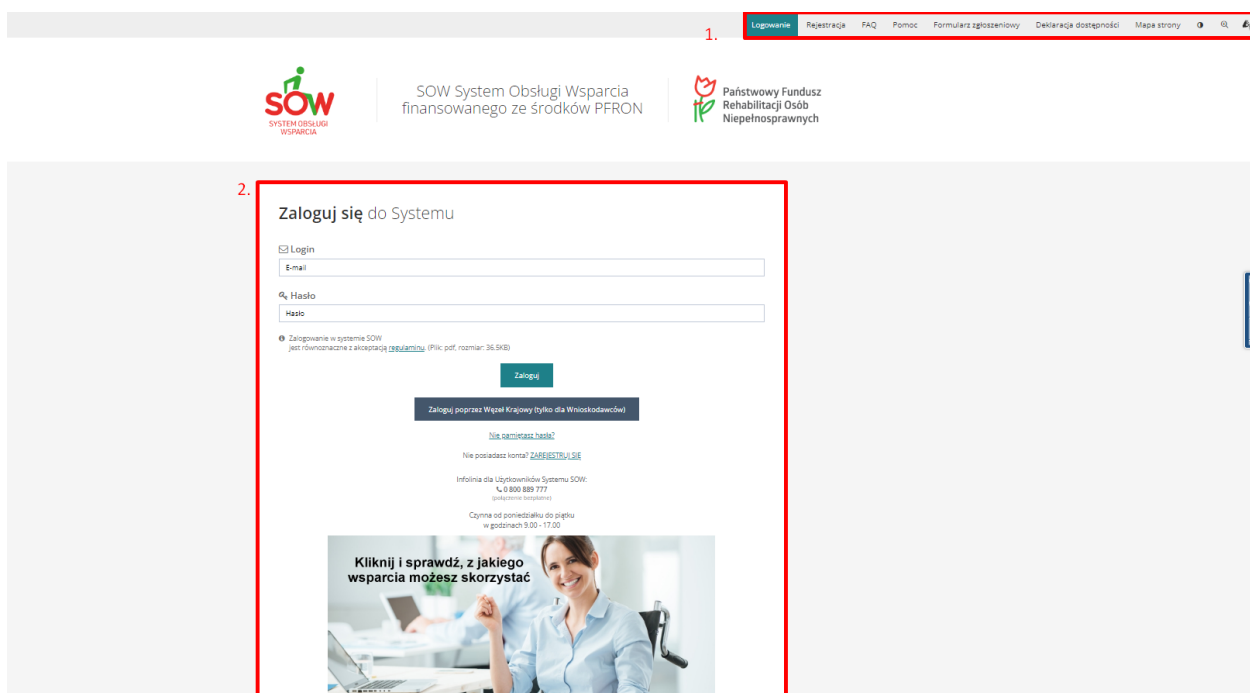 Logowanie Rejestracja FAQ Pomoc Formularz zgłoszeniowy Deklaracja dostępności Mapa strony
1.
SOW
SYSTEM OBSŁUGI
WSPARCIA
SOW System Obsługi Wsparcia
finansowanego ze środków PFRON
Państwowy Fundusz
Rehabilitacji Osób
Niepełnosprawnych
2.
Zaloguj się do Systemu
Login
E-mail
Hasło
Hasło
Zalogowanie w systemie SOW
jest równoznaczne z akceptacją regulaminu. (Plik: pdf, rozmiar: 36.5KB)
Zaloguj
Zaloguj poprzez Węzeł Krajowy (tylko dla Wnioskodawców)
Nie pamiętasz hasła?
Nie posiadasz konta? ZAREJESTRUJ SIĘ
Infolinia dla Użytkowników Systemu SOW:
0 800 889 777
(połączenie bezpłatne)
Czynna od poniedziałku do piątku
w godzinach 9.00 - 17.00
Kliknij i sprawdź, z jakiego
wsparcia możesz skorzystać